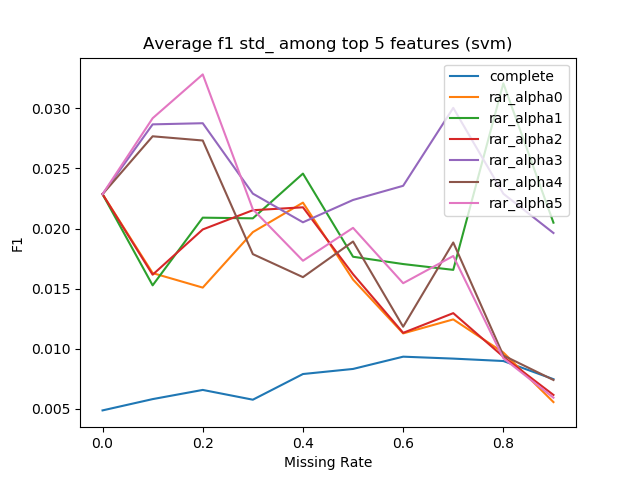 Average f1 std_ among top 5 features (svm)
complete
rar_alpha0
rar_alpha1
rar_alpha2
rar_alpha3
rar_alpha4
rar_alpha5
0.030
0.025
0.020
0.015
0.010
0.005
F1
0.0 0.2 0.4 0.6 0.8
Missing Rate